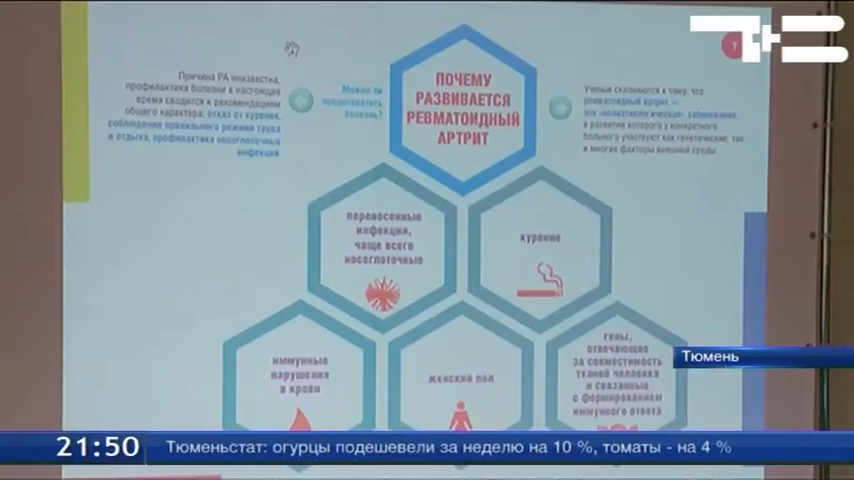 Т+В
7
ПОЧЕМУ
РАЗВИВАЕТСЯ
РЕВМАТОИДНЫЙ
АРТРИТ
Причина РА неизвестна,
профилактика болезни в настоящее
время сводится к рекомендациям
общего характера: отказ от курения,
соблюдение правильного режима труда
и отдыха, профилактика носоглоточных
инфекций
Можно ли
предотвратить
болезнь?
Ученые склоняются к тому, что
ревматоидный артрит —
это «мультифакторное» заболевание,
в развитии которого у конкретного
больного участвуют как генетические, так
и многие факторы внешней среды
перенесенные
инфекции,
чаще всего
носоглоточные
курение
иммунные
нарушения
в крови
женский пол
гены,
отвечающие
за совместимость
тканей человека
и связанные
с формированием
иммунного ответа
Тюмень
21:50
Тюменьстат: огурцы подешевели за неделю на 10 %, томаты - на 4 %